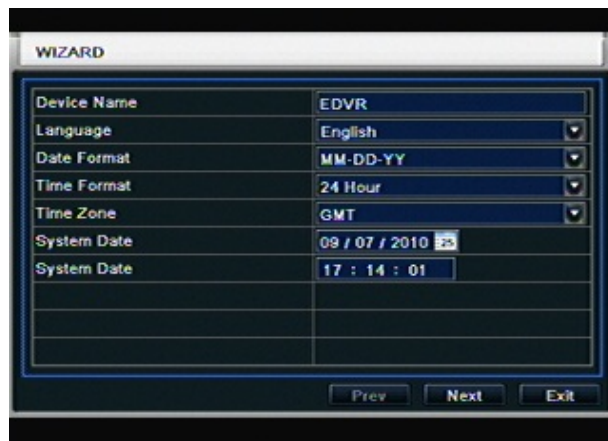 WIZARD
Device Name EDVR
Language English
Date Format MM-DD-YY
Time Format 24 Hour
Time Zone GMT
System Date 09 / 07 / 2010 25
System Date 17 : 14 : 01
Prev Next Exit